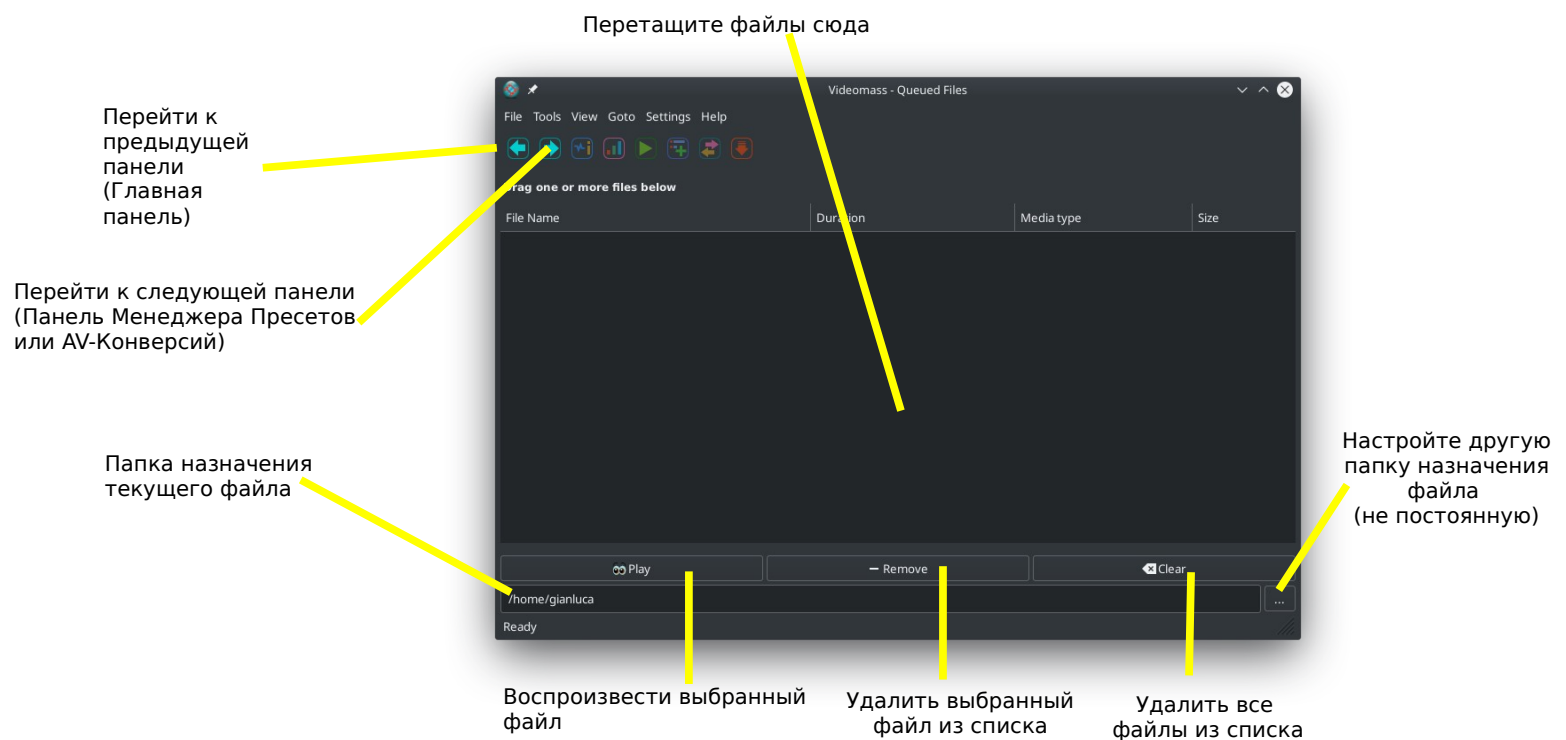 Перетащите файлы сюда
Videomass - Queued Files
File Tools View Goto Settings Help
Перейти к
предыдущей
панели
(Главная
панель)
Drag one or more files below
File Name Duration Media type Size
Перейти к следующей панели
(Панель Менеджера Пресетов
или AV-Конверсий)
Папка назначения
текущего файла
Настройте другую
папку назначения
файла
(не постоянную)
Play Remove Clear
/home/gianluca ...
Ready
Воспроизвести выбранный
файл
Удалить выбранный
файл из списка
Удалить все
файлы из списка